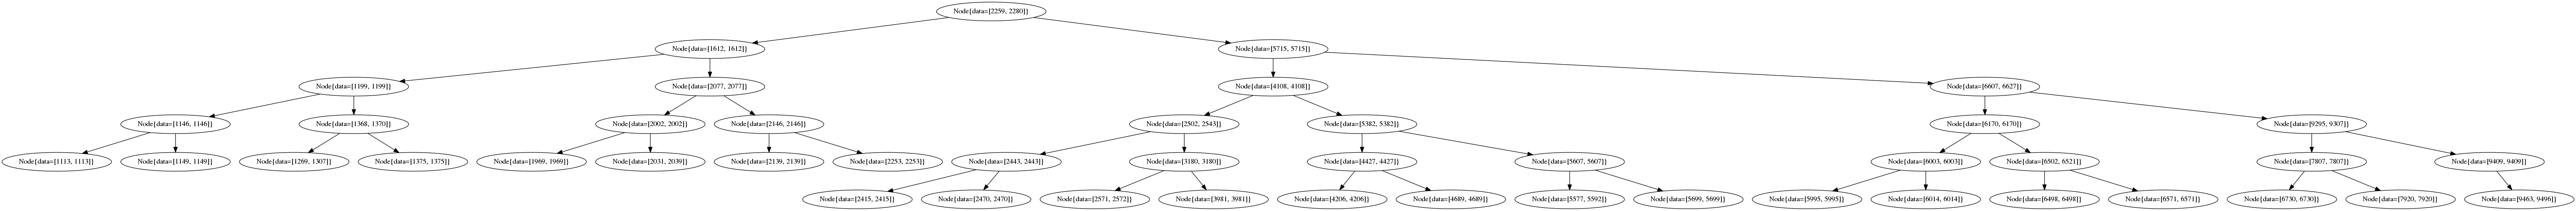 Node{data=[2259, 2280]}
Node{data=[1612, 1612]}
Node{data=[5715, 5715]}
Node{data=[1199, 1199]}
Node{data=[2077, 2077]}
Node{data=[4108, 4108]}
Node{data=[6607, 6627]}
Node{data=[1146, 1146]}
Node{data=[1368, 1370]}
Node{data=[2002, 2002]}
Node{data=[2146, 2146]}
Node{data=[2502, 2543]}
Node{data=[5382, 5382]}
Node{data=[6170, 6170]}
Node{data=[9295, 9307]}
Node{data=[1113, 1113]}
Node{data=[1149, 1149]}
Node{data=[1269, 1307]}
Node{data=[1375, 1375]}
Node{data=[1969, 1969]}
Node{data=[2031, 2039]}
Node{data=[2139, 2139]}
Node{data=[2253, 2253]}
Node{data=[2443, 2443]}
Node{data=[3180, 3180]}
Node{data=[4427, 4427]}
Node{data=[5607, 5607]}
Node{data=[6003, 6003]}
Node{data=[6502, 6521]}
Node{data=[7807, 7807]}
Node{data=[9409, 9409]}
Node{data=[2415, 2415]}
Node{data=[2470, 2470]}
Node{data=[2571, 2572]}
Node{data=[3981, 3981]}
Node{data=[4206, 4206]}
Node{data=[4689, 4689]}
Node{data=[5577, 5592]}
Node{data=[5699, 5699]}
Node{data=[5995, 5995]}
Node{data=[6014, 6014]}
Node{data=[6498, 6498]}
Node{data=[6571, 6571]}
Node{data=[6730, 6730]}
Node{data=[7920, 7920]}
Node{data=[9463, 9496]}